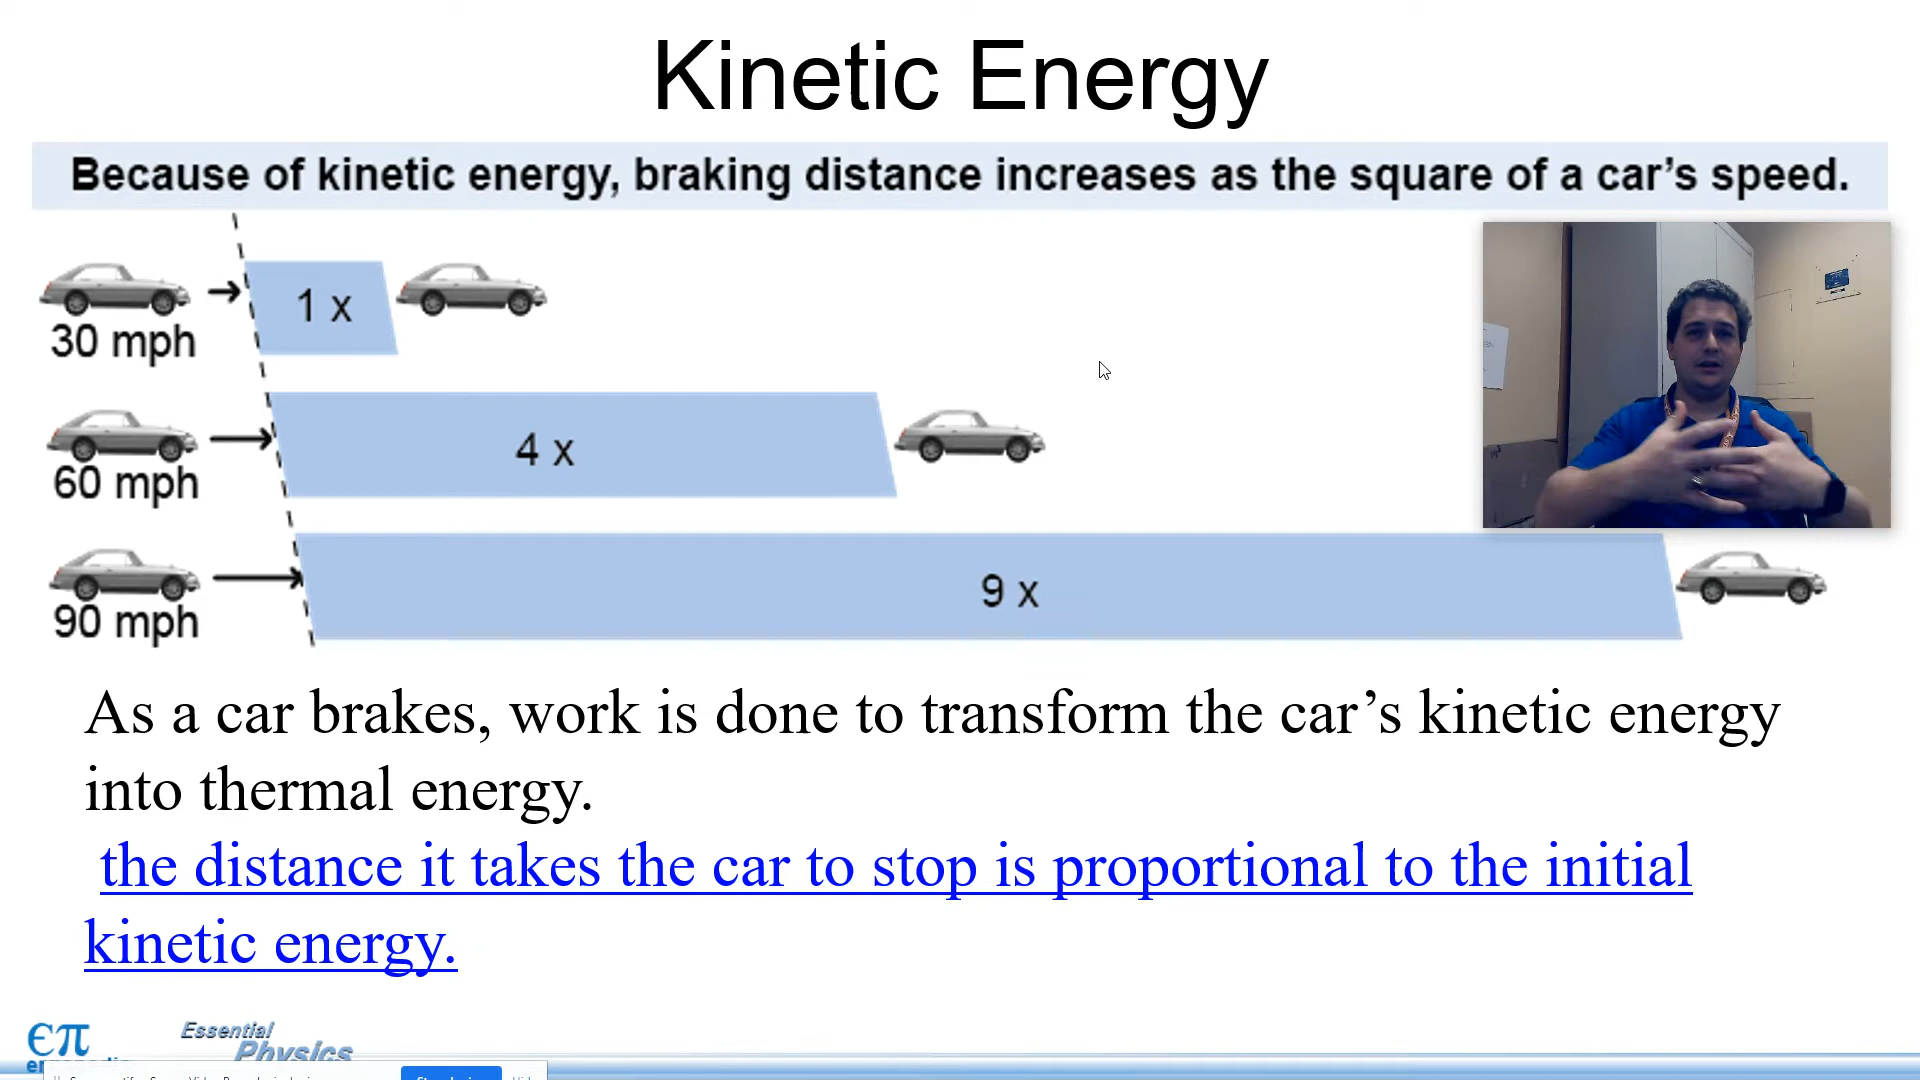 Kinetic Energy
Because of kinetic energy, braking distance increases as the square of a car's speed.
1 x
30 mph
4 x
60 mph
9 x
90 mph
As a car brakes, work is done to transform the car’s kinetic energy
into thermal energy.
the distance it takes the car to stop is proportional to the initial
kinetic energy.
επ
Essential
Physics